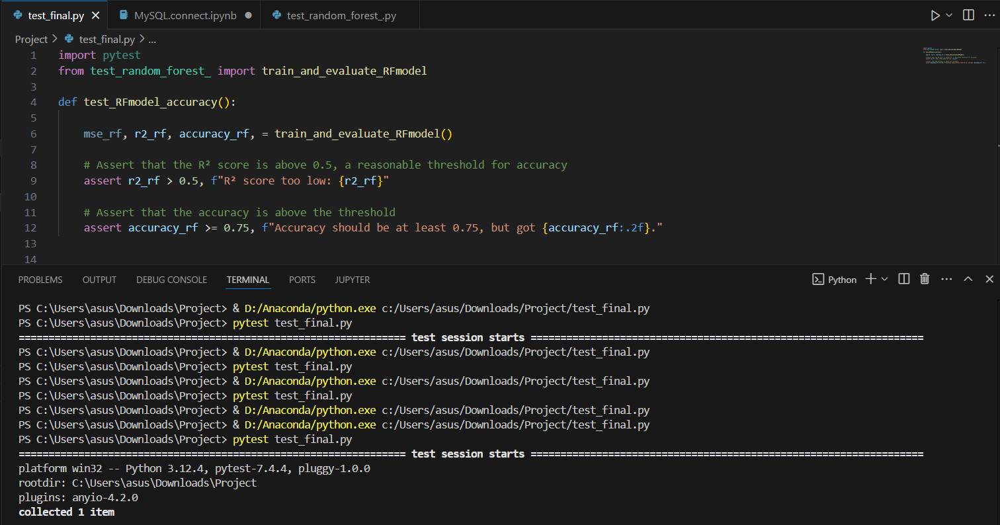 test_final.py
MySQL.connect.ipynb
test_random_forest_.py
Project > test_final.py > ...
1 import pytest
2 from test_random_forest_ import train_and_evaluate_RFmodel
3
4 def test_RFmodel_accuracy():
5
6 mse_rf, r2_rf, accuracy_rf, = train_and_evaluate_RFmodel()
7
8 # Assert that the R² score is above 0.5, a reasonable threshold for accuracy
9 assert r2_rf > 0.5, f"R² score too low: {r2_rf}"
10
11 # Assert that the accuracy is above the threshold
12 assert accuracy_rf >= 0.75, f"Accuracy should be at least 0.75, but got {accuracy_rf:.2f}."
13
14
PROBLEMS OUTPUT DEBUG CONSOLE TERMINAL PORTS JUPYTER Python
PS C:\Users\asus\Downloads\Project> & D:/Anaconda/python.exe c:/Users/asus/Downloads/Project/test_final.py
PS C:\Users\asus\Downloads\Project> pytest test_final.py
================================================================= test session starts ==================================================================
PS C:\Users\asus\Downloads\Project> & D:/Anaconda/python.exe c:/Users/asus/Downloads/Project/test_final.py
PS C:\Users\asus\Downloads\Project> pytest test_final.py
PS C:\Users\asus\Downloads\Project> & D:/Anaconda/python.exe c:/Users/asus/Downloads/Project/test_final.py
PS C:\Users\asus\Downloads\Project> pytest test_final.py
PS C:\Users\asus\Downloads\Project> & D:/Anaconda/python.exe c:/Users/asus/Downloads/Project/test_final.py
PS C:\Users\asus\Downloads\Project> & D:/Anaconda/python.exe c:/Users/asus/Downloads/Project/test_final.py
PS C:\Users\asus\Downloads\Project> pytest test_final.py
================================================================= test session starts ==================================================================
platform win32 -- Python 3.12.4, pytest-7.4.4, pluggy-1.0.0
rootdir: C:\Users\asus\Downloads\Project
plugins: anyio-4.2.0
collected 1 item